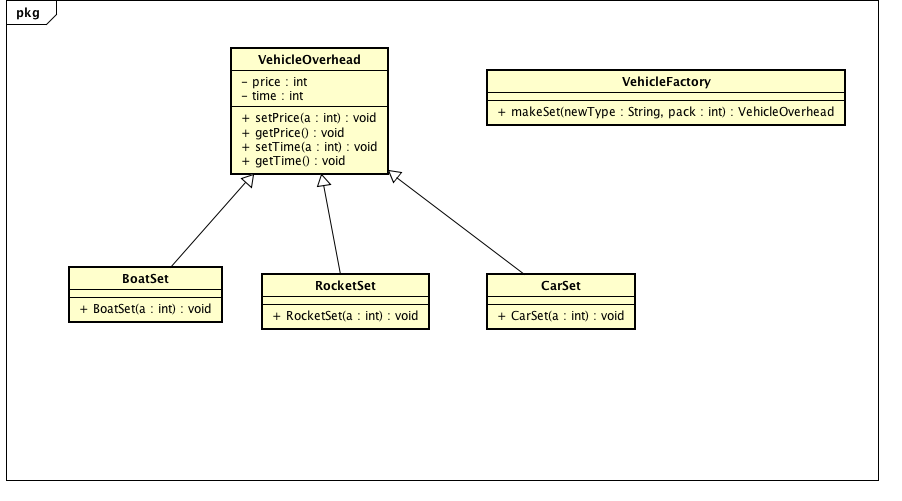 pkg
VehicleOverhead
- price : int
- time : int
+ setPrice(a : int) : void
+ getPrice() : void
+ setTime(a : int) : void
+ getTime() : void
VehicleFactory
+ makeSet(newType : String, pack : int) : VehicleOverhead
BoatSet
+ BoatSet(a : int) : void
RocketSet
+ RocketSet(a : int) : void
CarSet
+ CarSet(a : int) : void